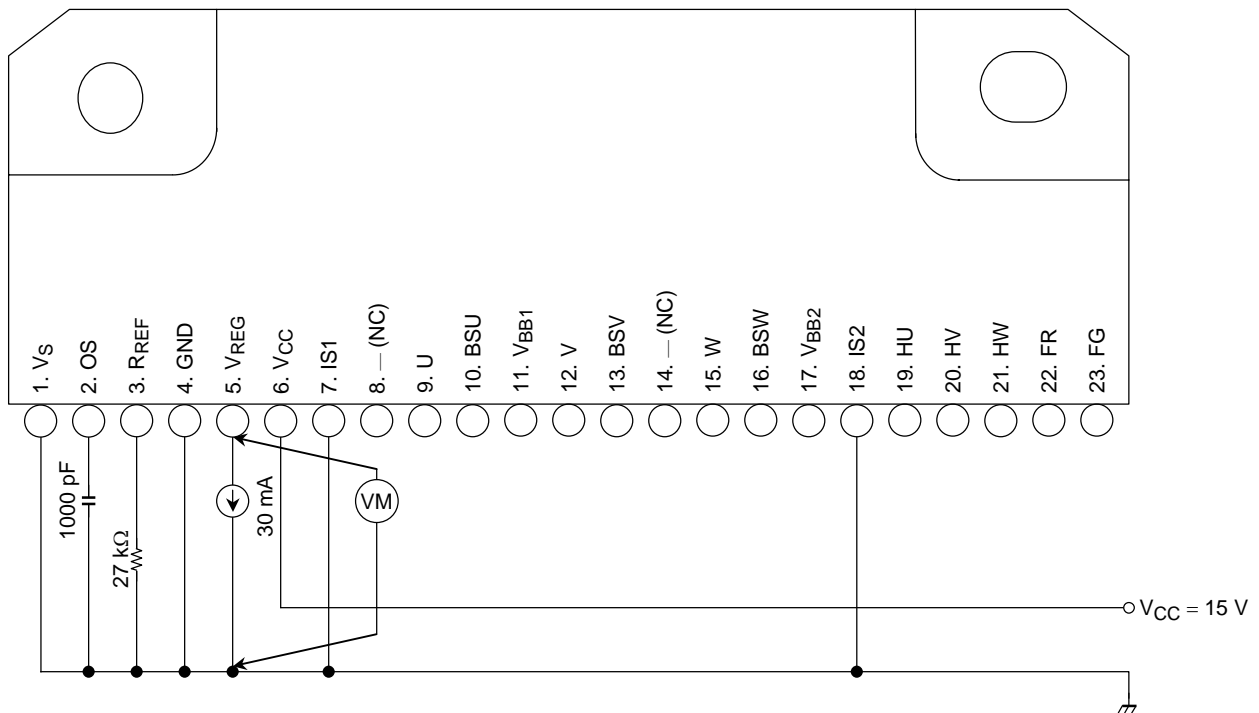 1. VS
2. OS
3. RREF
4. GND
5. VREG
6. VCC
7. IS1
8. — (NC)
9. U
10. BSU
11. VBB1
12. V
13. BSV
14. — (NC)
15. W
16. BSW
17. VBB2
18. IS2
19. HU
20. HV
21. HW
22. FR
23. FG
1000 pF
27 kΩ
30 mA
VM
VCC = 15 V